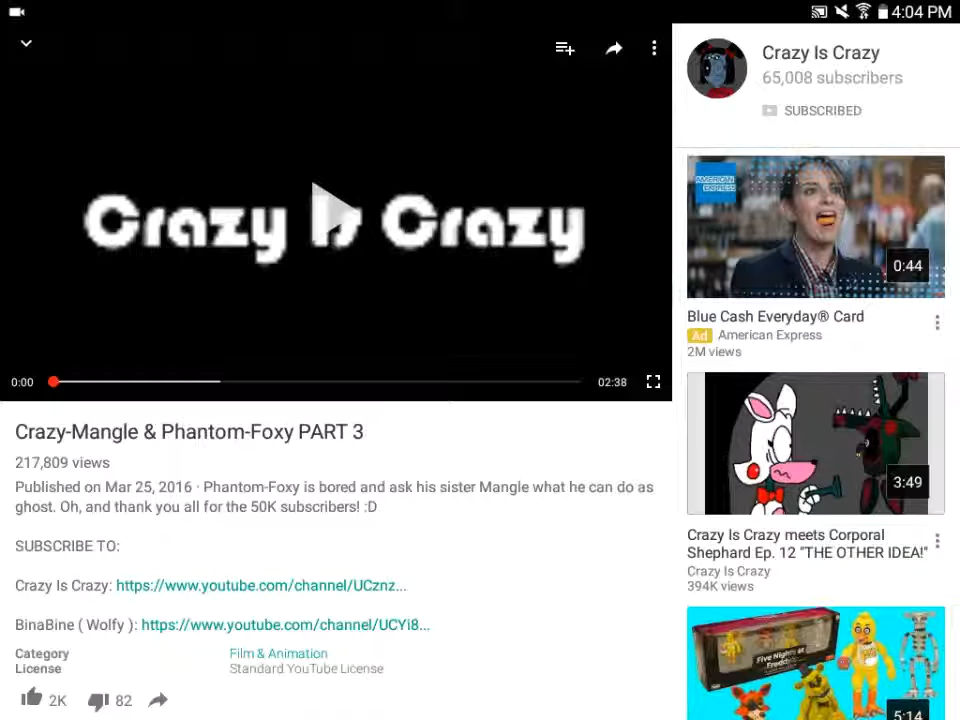 4:04 PM
Crazy Is Crazy
0:00
02:38
Crazy-Mangle & Phantom-Foxy PART 3
217,809 views
Published on Mar 25, 2016 · Phantom-Foxy is bored and ask his sister Mangle what he can do as
ghost. Oh, and thank you all for the 50K subscribers! :D
SUBSCRIBE TO:
Crazy Is Crazy: https://www.youtube.com/channel/UCznz...
BinaBine ( Wolfy ): https://www.youtube.com/channel/UCYi8...
Category Film & Animation
License Standard YouTube License
2K 82
Crazy Is Crazy
65,008 subscribers
SUBSCRIBED
AMERICAN
EXPRESS
0:44
Blue Cash Everyday® Card
Ad American Express
2M views
3:49
Crazy Is Crazy meets Corporal
Shephard Ep. 12 "THE OTHER IDEA!"
Crazy Is Crazy
394K views
Five Nights at
Freddy's
5:14